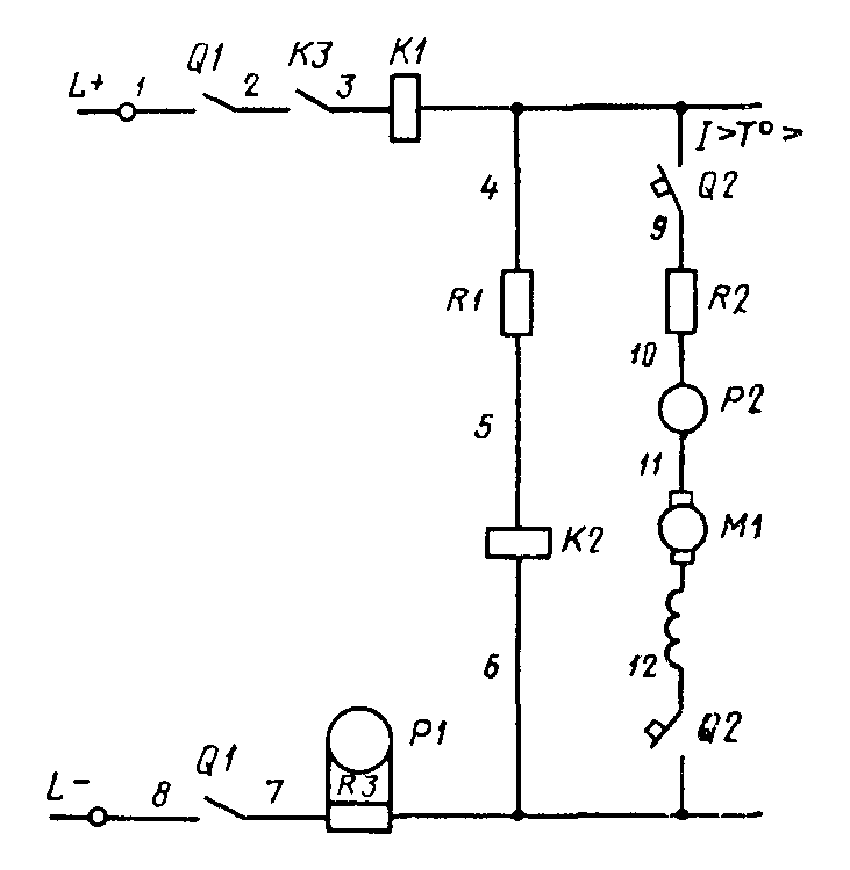 L+ 1 Q1 2 K3 3 K1
I>T°>
4 Q2
9
R1 R2
10
P2
5
11
K2 M1
6 12
P1 Q2
L- 8 Q1 7 R3